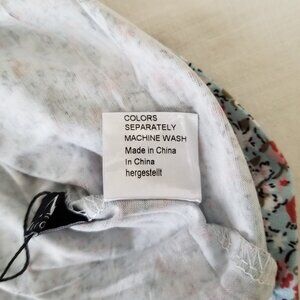 COLORS
SEPARATELY
MACHINE WASH
Made in China
In China
hergestellt